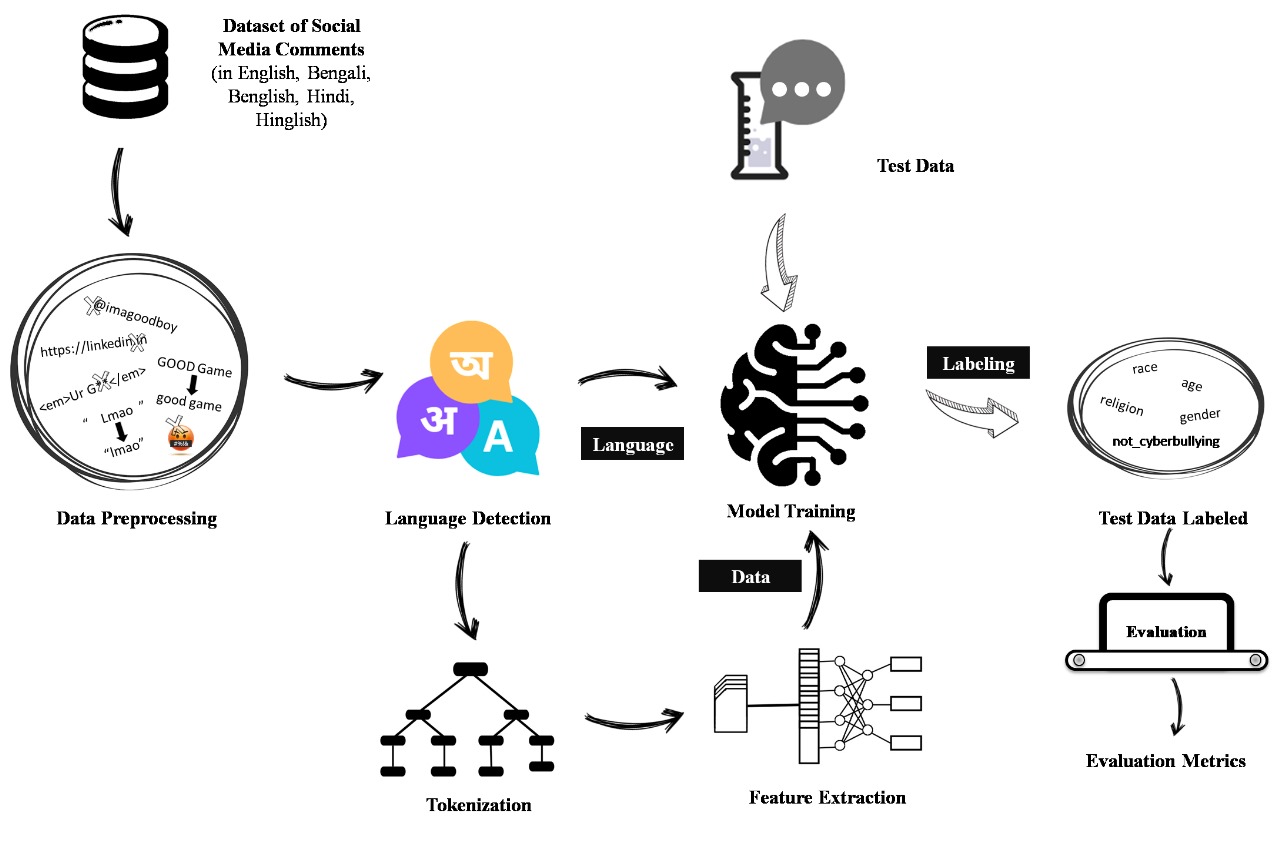 Dataset of Social
Media Comments
(in English, Bengali,
Benglish, Hindi,
Hinglish)
Test Data
@imagoodboy
https://linkedin.in
<em>Ur G**</em>
GOOD Game
good game
“ Lmao ”
“lmao”
#%!&
Data Preprocessing
অ
अ
A
Language Detection
Language
Model Training
Labeling
race
age
religion
gender
not_cyberbullying
Test Data Labeled
Data
Evaluation
Evaluation Metrics
Tokenization
Feature Extraction